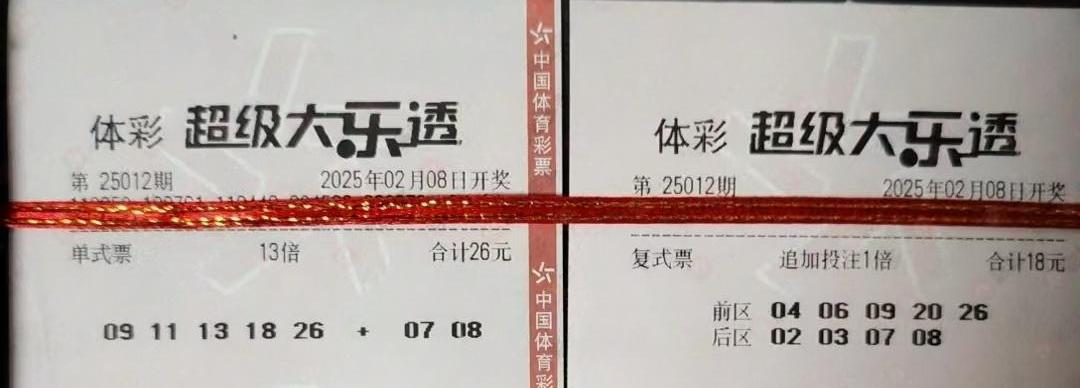 体彩 超级大乐透
第 25012期 2025年02月08日开奖
单式票 13倍 合计26元
09 11 13 18 26 + 07 08
中国体育彩票
中国体育彩
体彩 超级大乐透
第 25012期 2025年02月08日开奖
复式票 追加投注1倍 合计18元
前区 04 06 09 20 26
后区 02 03 07 08